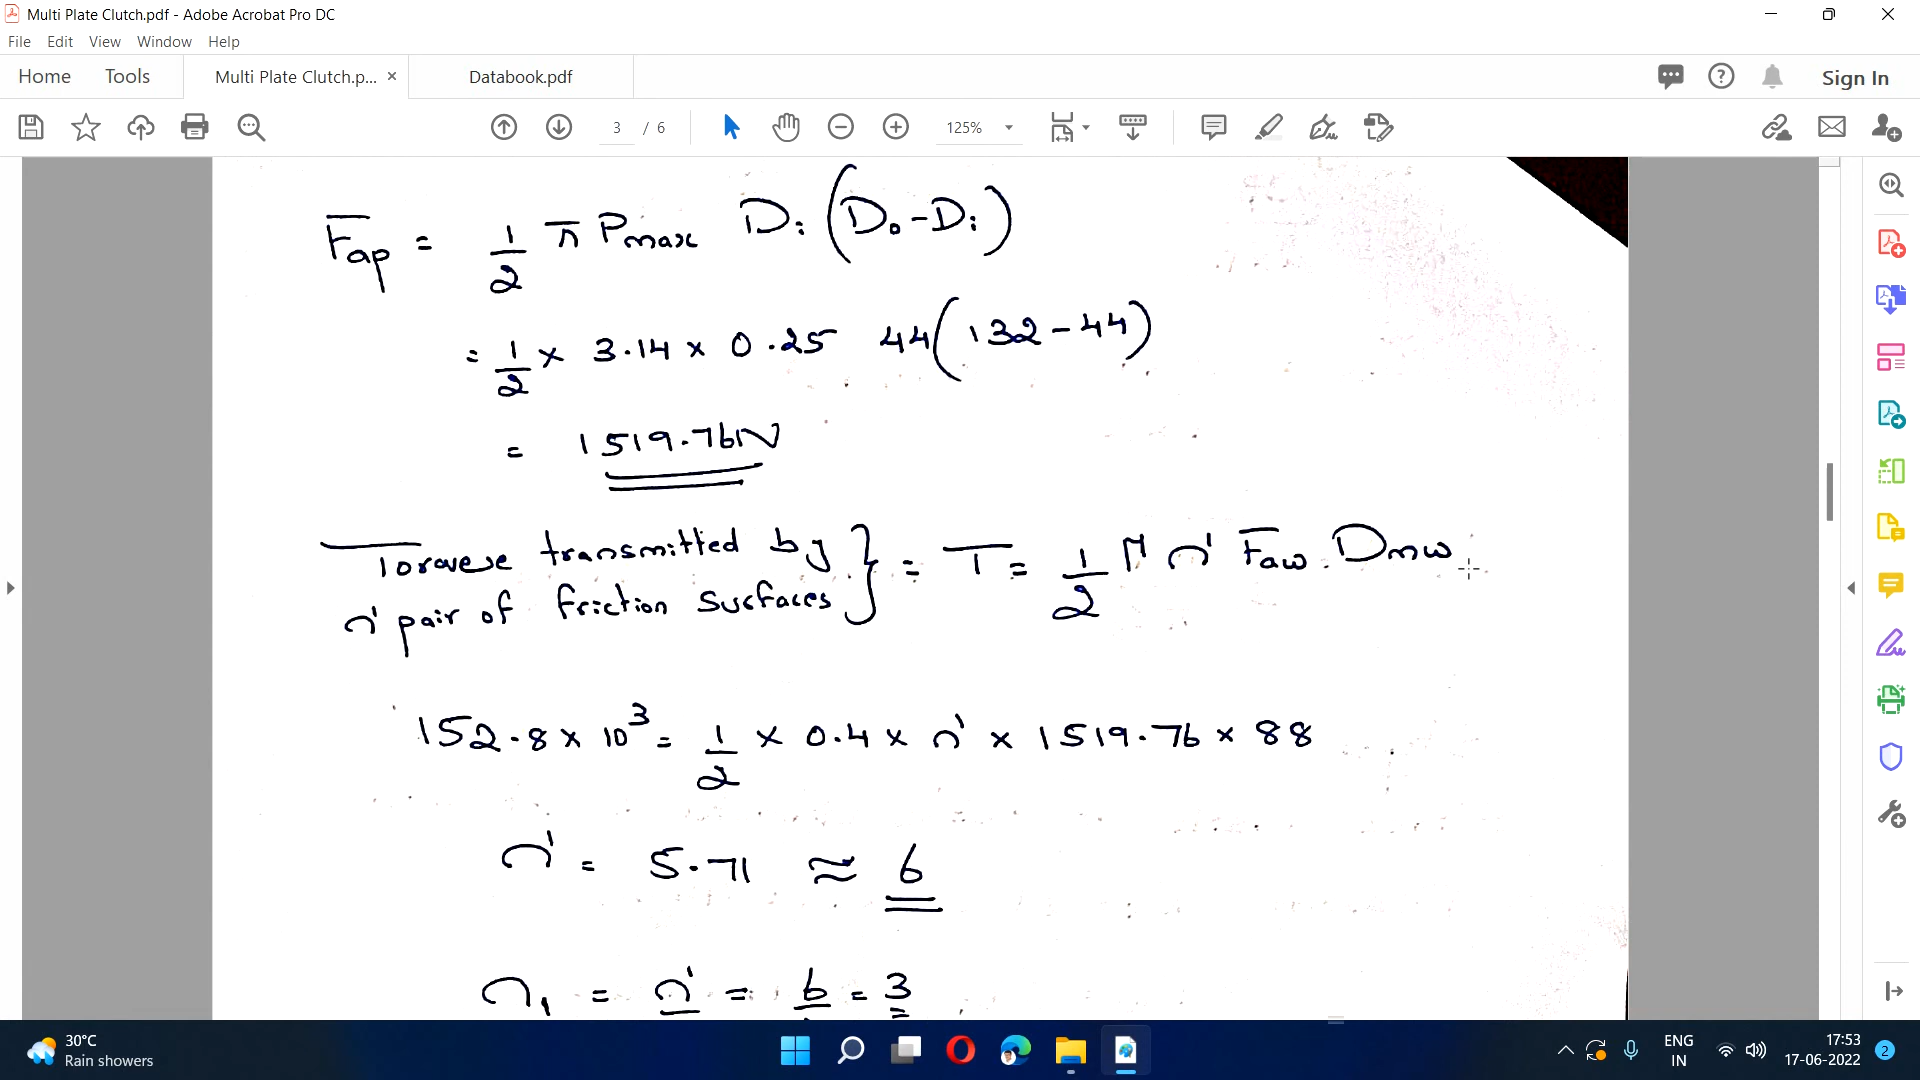 Multi Plate Clutch.pdf - Adobe Acrobat Pro DC
File Edit View Window Help
Home Tools Multi Plate Clutch.p... × Databook.pdf Sign In
3 / 6 125%
Fap = 1/2 π Pmax Di (Do-Di)
= 1/2 × 3.14 × 0.25 44(132-44)
= 1519.76N
Torque transmitted by n' pair of friction surfaces } = T = 1/2 μ n' Faw. Dmw
152.8 × 10³ = 1/2 × 0.4 × n' × 1519.76 × 88
n' = 5.71 ≈ 6
n₁ = n' = 6 = 3
30°C
Rain showers
ENG
IN
17:53
17-06-2022
2